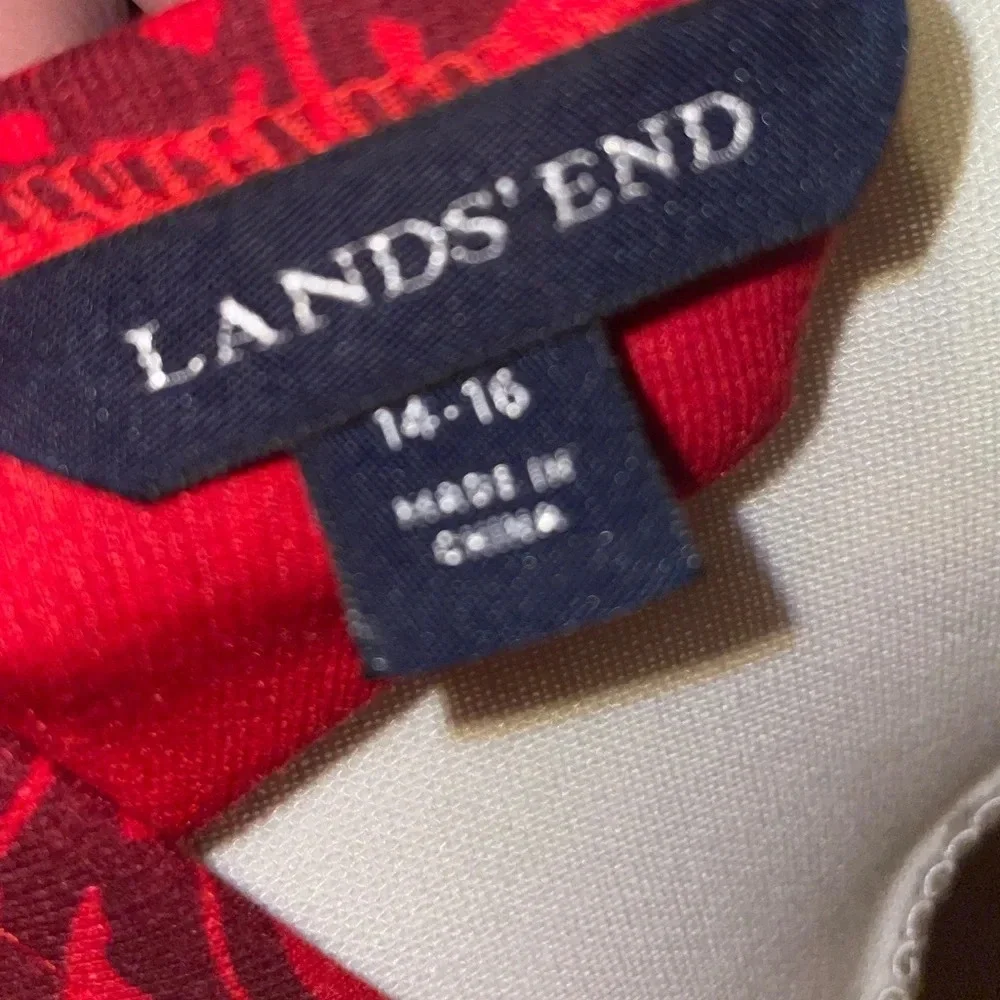 LANDS' END
14-16
MADE IN
CHINA